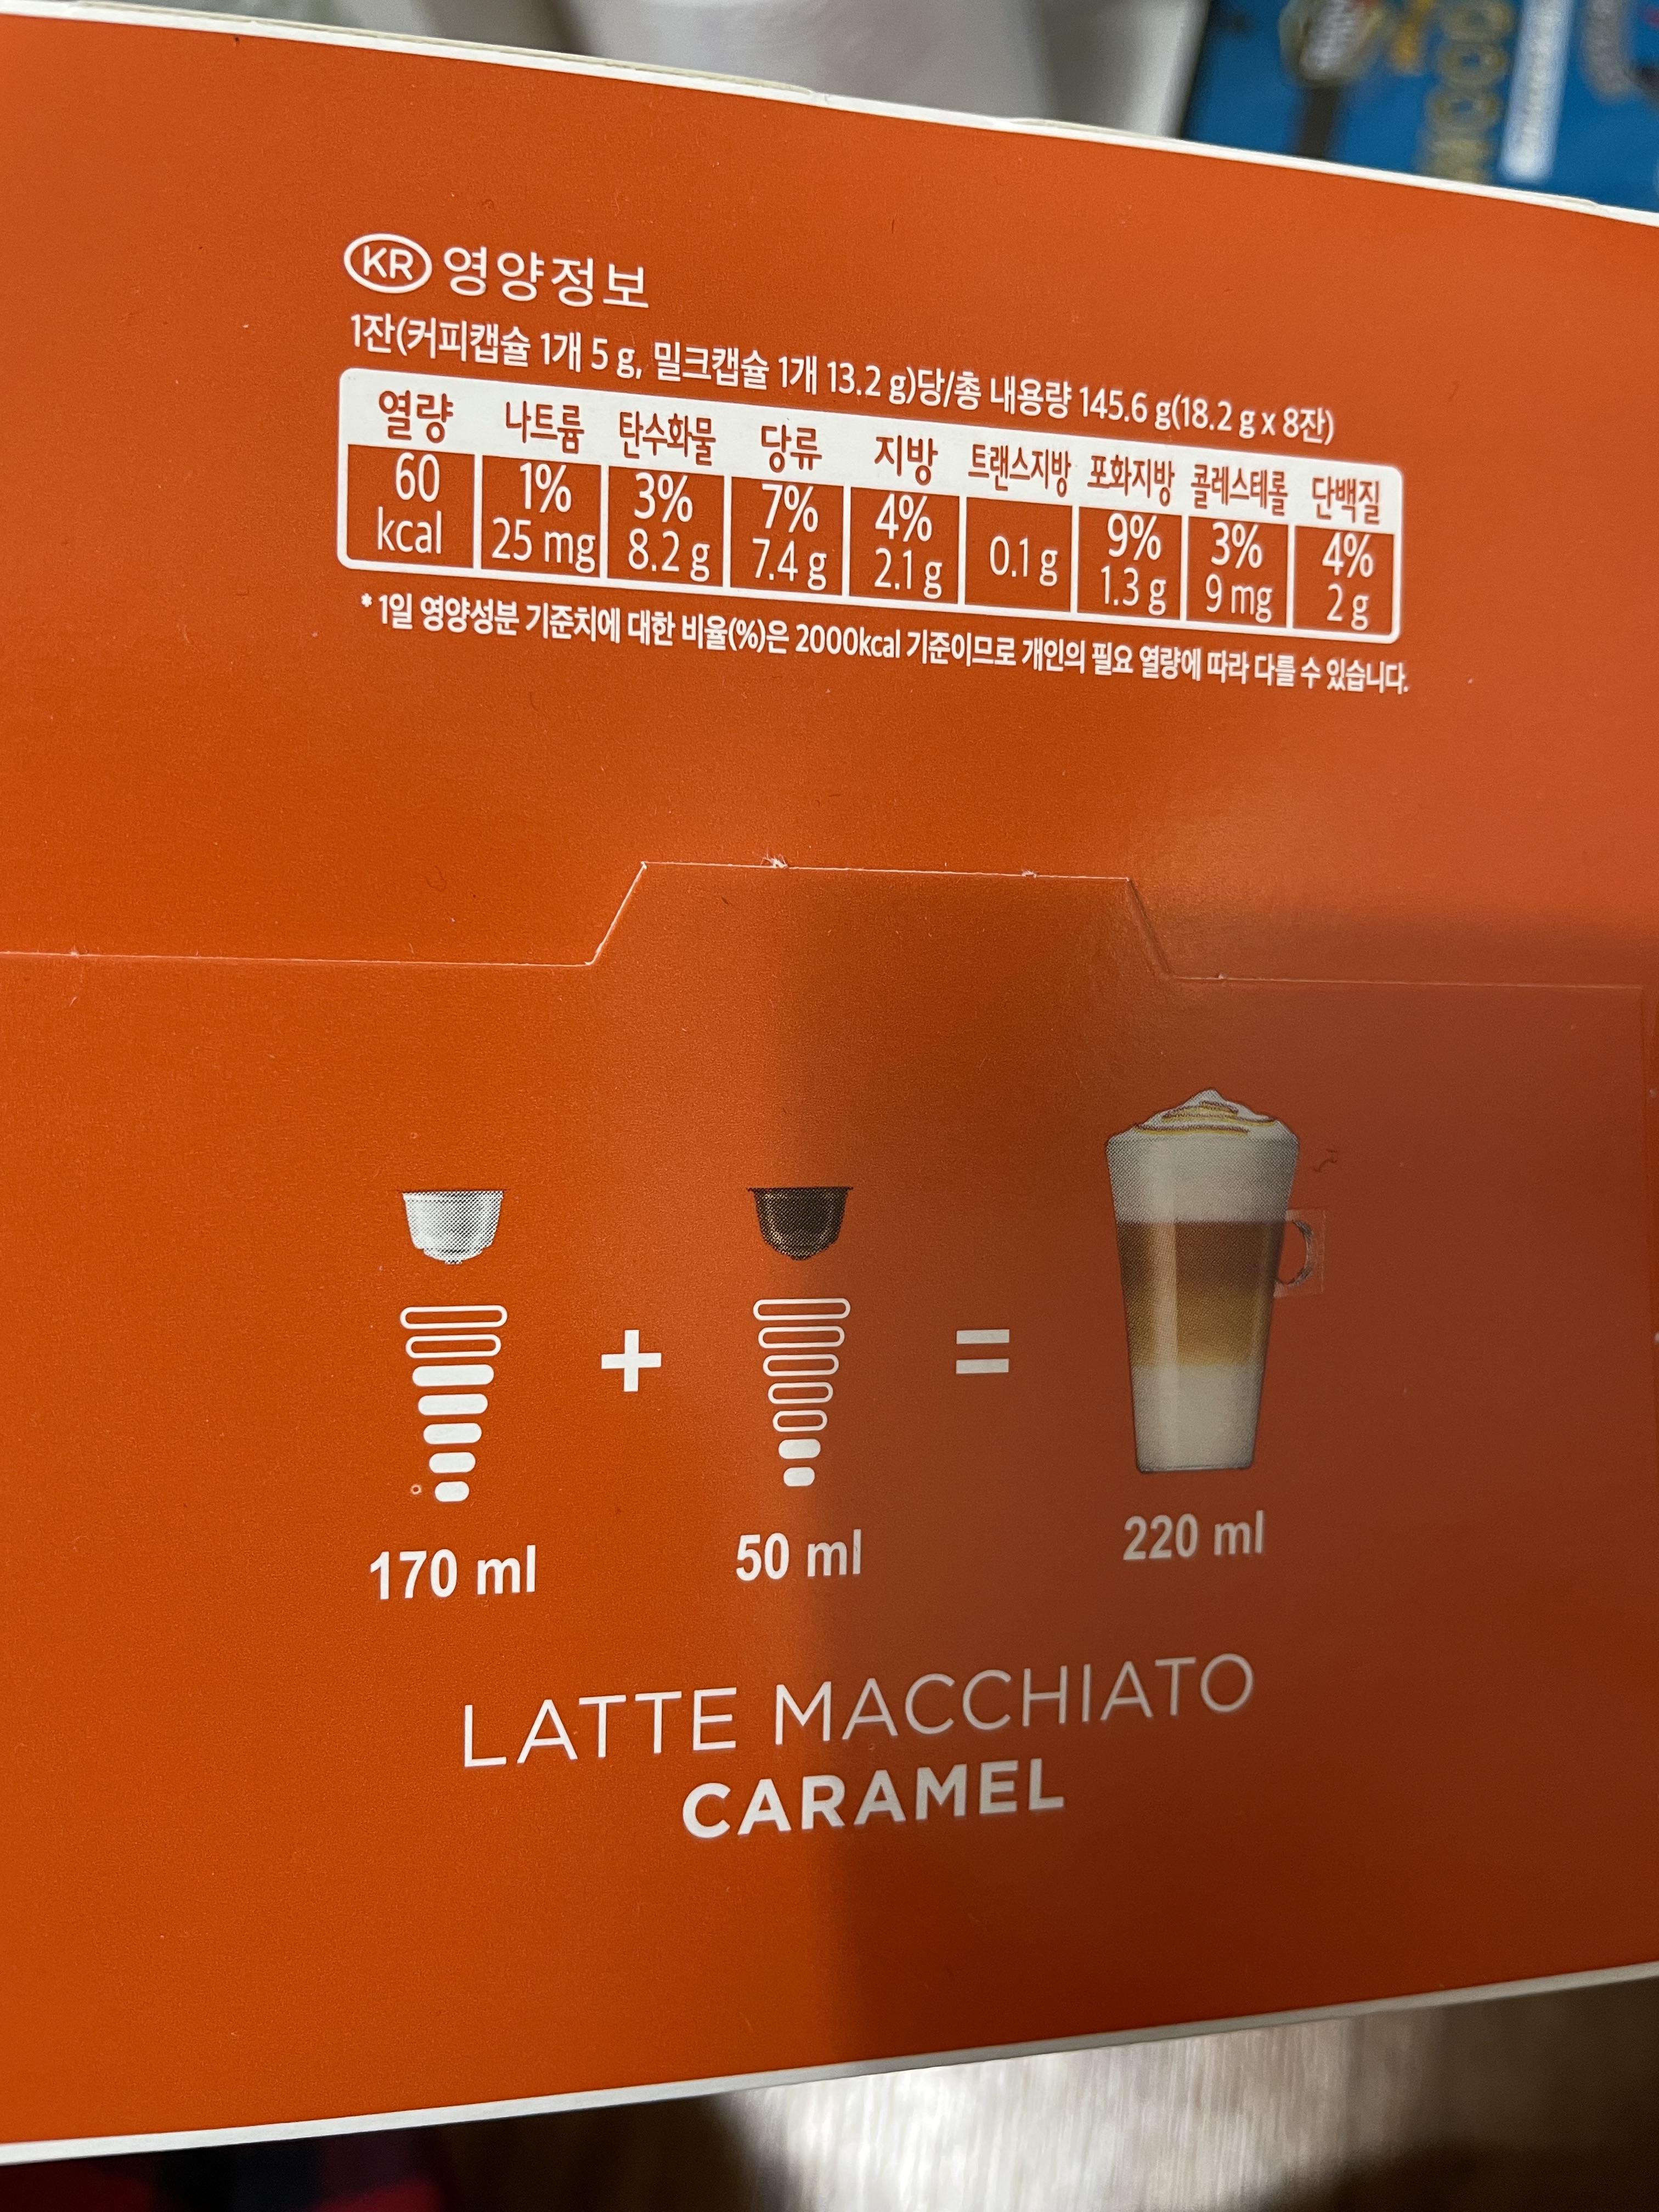 KR 영양정보
1잔(커피캡슐 1개 5 g, 밀크캡슐 1개 13.2 g)당/총 내용량 145.6 g(18.2 g x 8잔)
열량 나트륨 탄수화물 당류 지방 트랜스지방 포화지방 콜레스테롤 단백질
60 1% 3% 7% 4% 9% 3% 4%
kcal 25 mg 8.2 g 7.4 g 2.1 g 0.1 g 1.3 g 9 mg 2 g
* 1일 영양성분 기준치에 대한 비율(%)은 2000kcal 기준이므로 개인의 필요 열량에 따라 다를 수 있습니다.
+ =
170 ml 50 ml 220 ml
LATTE MACCHIATO
CARAMEL